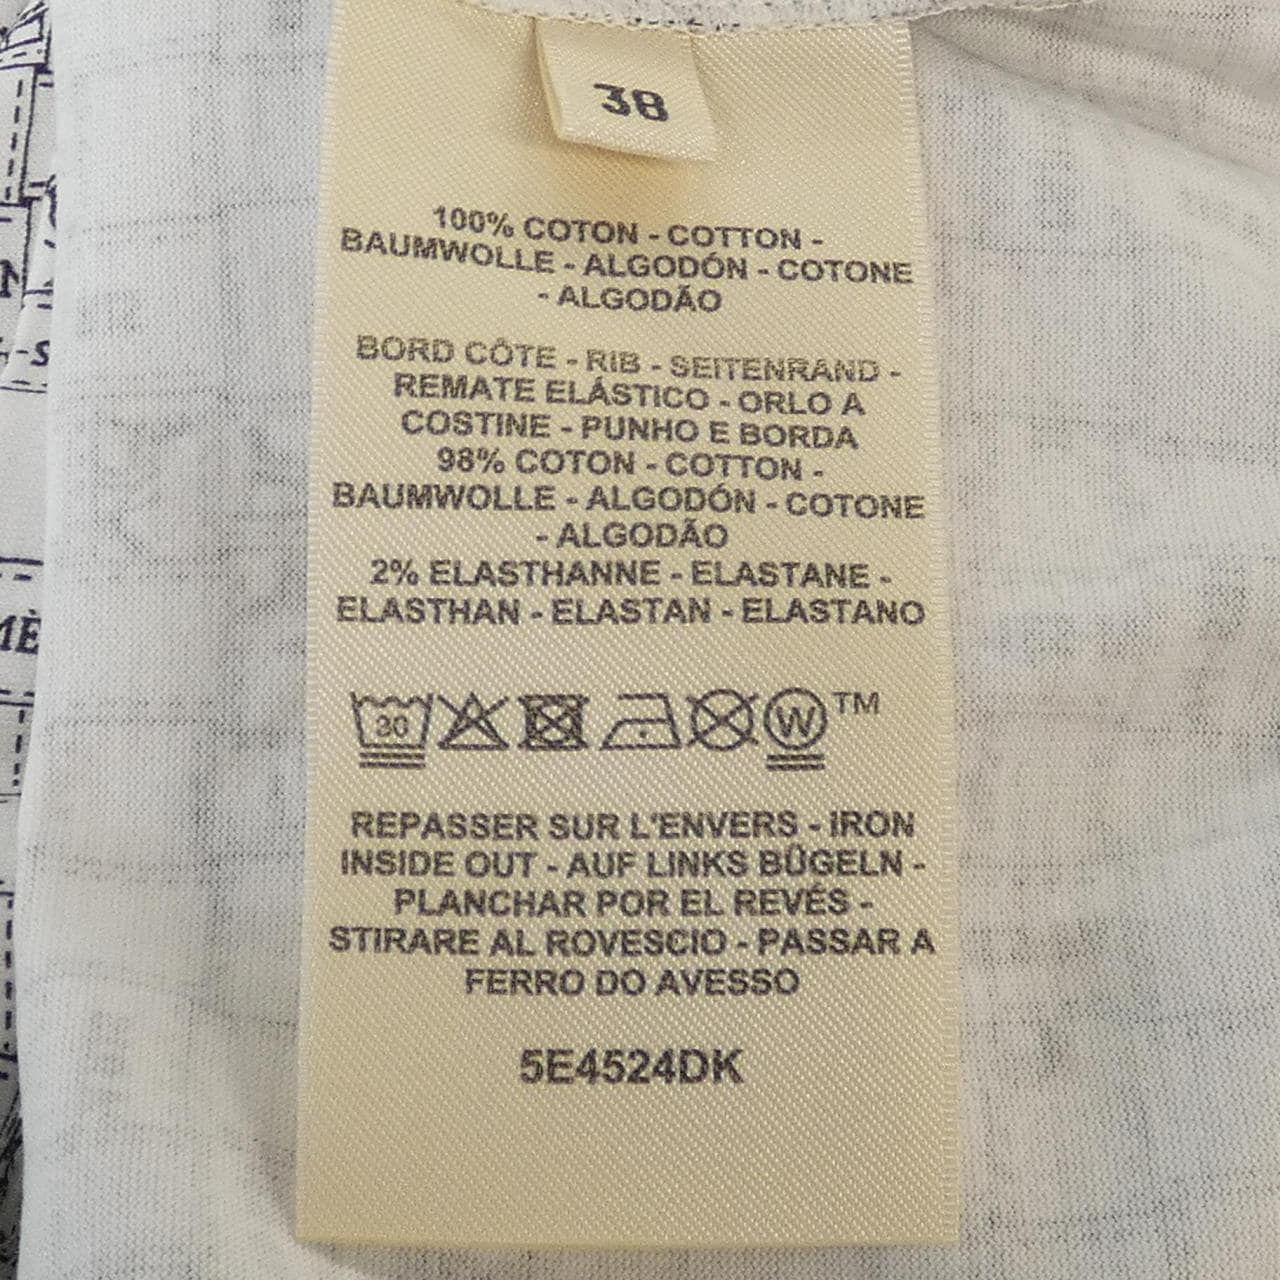 38
100% COTON - COTTON -
BAUMWOLLE - ALGODÓN - COTONE
- ALGODÃO
BORD CÔTE - RIB - SEITENRAND -
REMATE ELÁSTICO - ORLO A
COSTINE - PUNHO E BORDA
98% COTON - COTTON -
BAUMWOLLE - ALGODÓN - COTONE
- ALGODÃO
2% ELASTHANNE - ELASTANE -
ELASTHAN - ELASTAN - ELASTANO
30 W™
REPASSER SUR L'ENVERS - IRON
INSIDE OUT - AUF LINKS BÜGELN -
PLANCHAR POR EL REVÉS -
STIRARE AL ROVESCIO - PASSAR A
FERRO DO AVESSO
5E4524DK